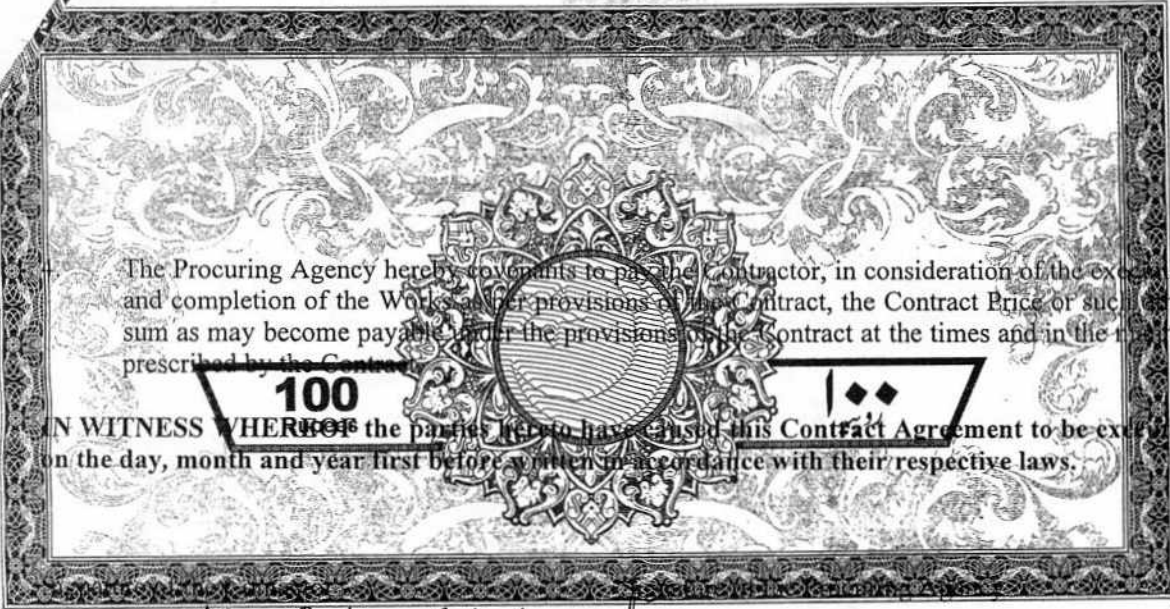 4. The Procuring Agency hereby covenants to pay the Contractor, in consideration of the
and completion of the Works as per provisions of the Contract, the Contract Price or such
sum as may become payable under the provisions of the Contract at the times and in the
prescribed by the Contract
100
Rupees
۱۰۰
روپیہ
IN WITNESS WHEREOF the parties hereto have caused this Contract Agreement to be
on the day, month and year first before written in accordance with their respective laws.